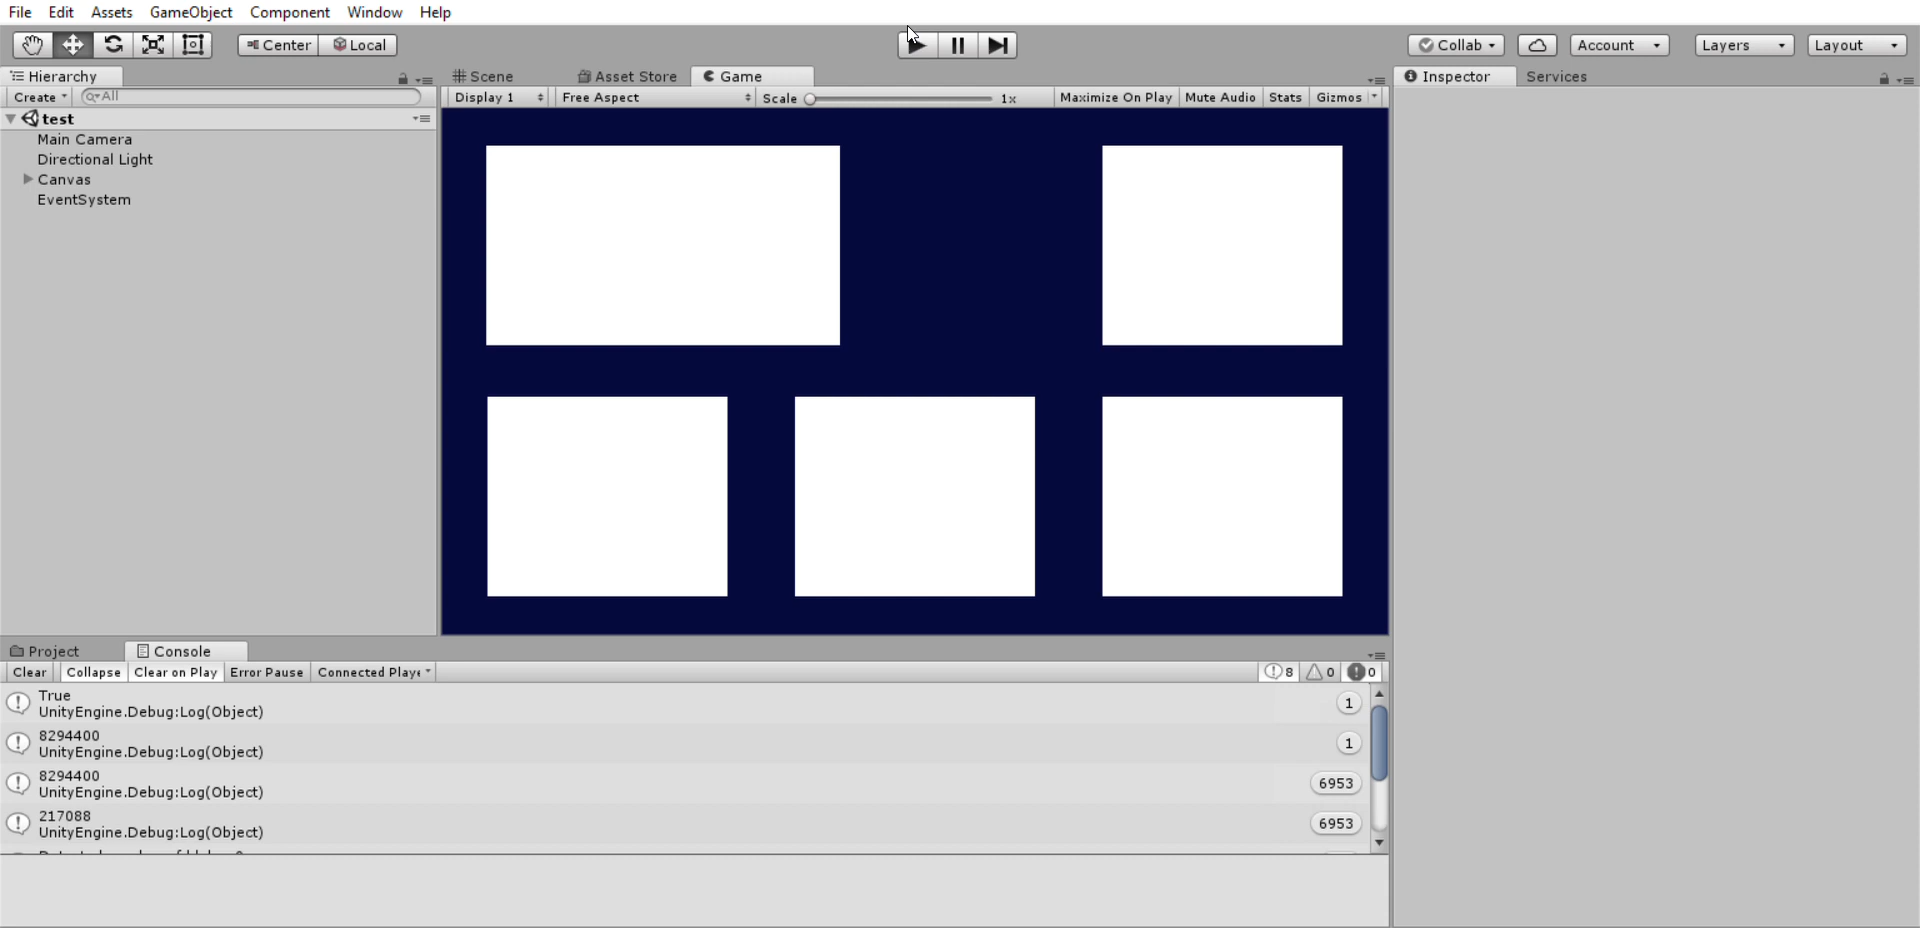 File Edit Assets GameObject Component Window Help
Center Local Collab Account Layers Layout
Hierarchy Scene Asset Store Game Inspector Services
Create All Display 1 Free Aspect Scale 1x Maximize On Play Mute Audio Stats Gizmos
test
Main Camera
Directional Light
Canvas
EventSystem
Project Console
Clear Collapse Clear on Play Error Pause Connected Playe 8 0 0
True
UnityEngine.Debug:Log(Object) 1
8294400
UnityEngine.Debug:Log(Object) 1
8294400
UnityEngine.Debug:Log(Object) 6953
217088
UnityEngine.Debug:Log(Object) 6953